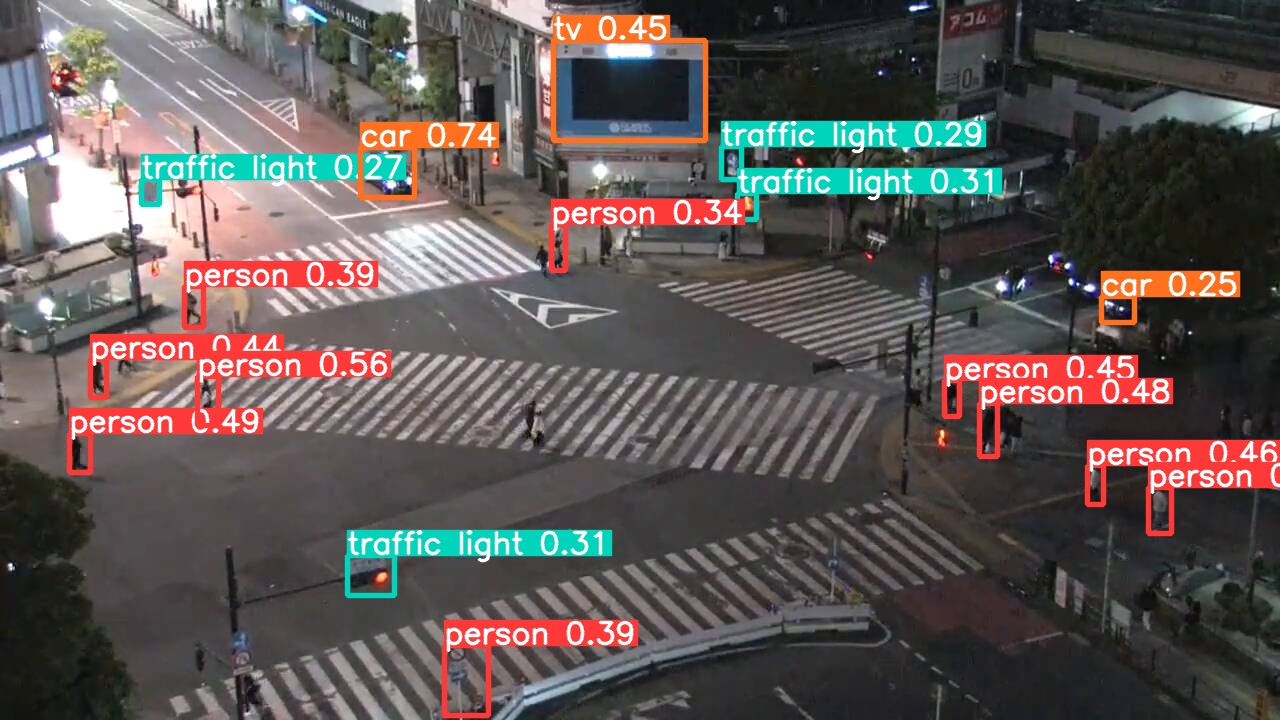 AMERICAN EAGLE
tv 0.45
アコム
car 0.74
traffic light 0.29
traffic light 0.27
traffic light 0.31
person 0.34
person 0.39
car 0.25
person 0.44
person 0.56
person 0.45
person 0.48
person 0.49
person 0.46
person
traffic light 0.31
person 0.39